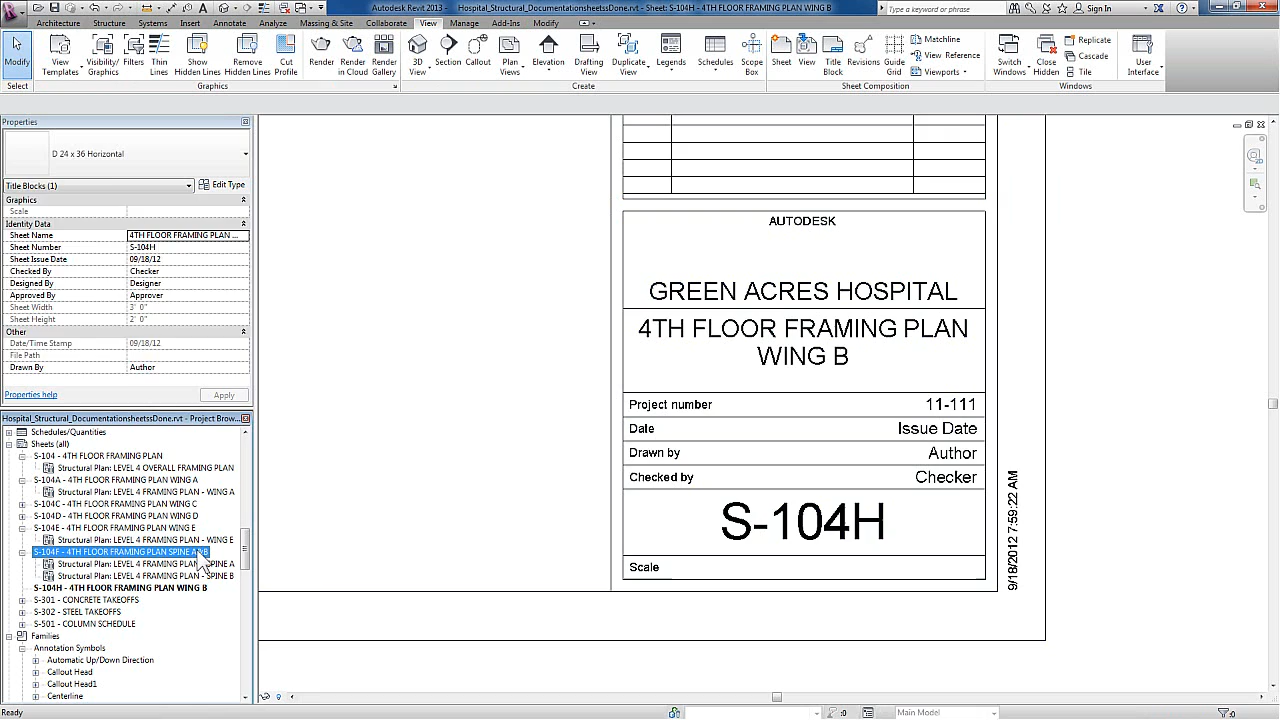 Autodesk Revit 2013 - Hospital_Structural_DocumentationsheetssDone.rvt - Sheet: S-104H - 4TH FLOOR FRAMING PLAN WING B
Type a keyword or phrase
Sign In
Architecture Structure Systems Insert Annotate Analyze Massing & Site Collaborate View Manage Add-Ins Modify
Modify
View Templates
Visibility/ Graphics
Filters
Thin Lines
Show Hidden Lines
Remove Hidden Lines
Cut Profile
Render
Render in Cloud
Render Gallery
3D View
Section
Callout
Plan Views
Elevation
Drafting View
Duplicate View
Legends
Schedules
Scope Box
Sheet
View
Title Block
Revisions
Guide Grid
Matchline
View Reference
Viewports
Switch Windows
Close Hidden
Replicate
Cascade
Tile
User Interface
Select Graphics Create Sheet Composition Windows
Properties
D 24 x 36 Horizontal
Title Blocks (1) Edit Type
Graphics
Scale
Identity Data
Sheet Name 4TH FLOOR FRAMING PLAN ...
Sheet Number S-104H
Sheet Issue Date 09/18/12
Checked By Checker
Designed By Designer
Approved By Approver
Sheet Width 3' 0"
Sheet Height 2' 0"
Other
Date/Time Stamp 09/18/12
File Path
Drawn By Author
Properties help Apply
Hospital_Structural_DocumentationsheetssDone.rvt - Project Brow...
Schedules/Quantities
Sheets (all)
S-104 - 4TH FLOOR FRAMING PLAN
Structural Plan: LEVEL 4 OVERALL FRAMING PLAN
S-104A - 4TH FLOOR FRAMING PLAN WING A
Structural Plan: LEVEL 4 FRAMING PLAN - WING A
S-104C - 4TH FLOOR FRAMING PLAN WING C
S-104D - 4TH FLOOR FRAMING PLAN WING D
S-104E - 4TH FLOOR FRAMING PLAN WING E
Structural Plan: LEVEL 4 FRAMING PLAN - WING E
S-104F - 4TH FLOOR FRAMING PLAN SPINE
Structural Plan: LEVEL 4 FRAMING PLAN - SPINE A
Structural Plan: LEVEL 4 FRAMING PLAN - SPINE B
S-104H - 4TH FLOOR FRAMING PLAN WING B
S-301 - CONCRETE TAKEOFFS
S-302 - STEEL TAKEOFFS
S-501 - COLUMN SCHEDULE
Families
Annotation Symbols
Automatic Up/Down Direction
Callout Head
Callout Head1
Centerline
AUTODESK
GREEN ACRES HOSPITAL
4TH FLOOR FRAMING PLAN
WING B
Project number 11-111
Date Issue Date
Drawn by Author
Checked by Checker
S-104H
Scale
9/18/2012 7:59:22 AM
Ready
:0
Main Model
:0